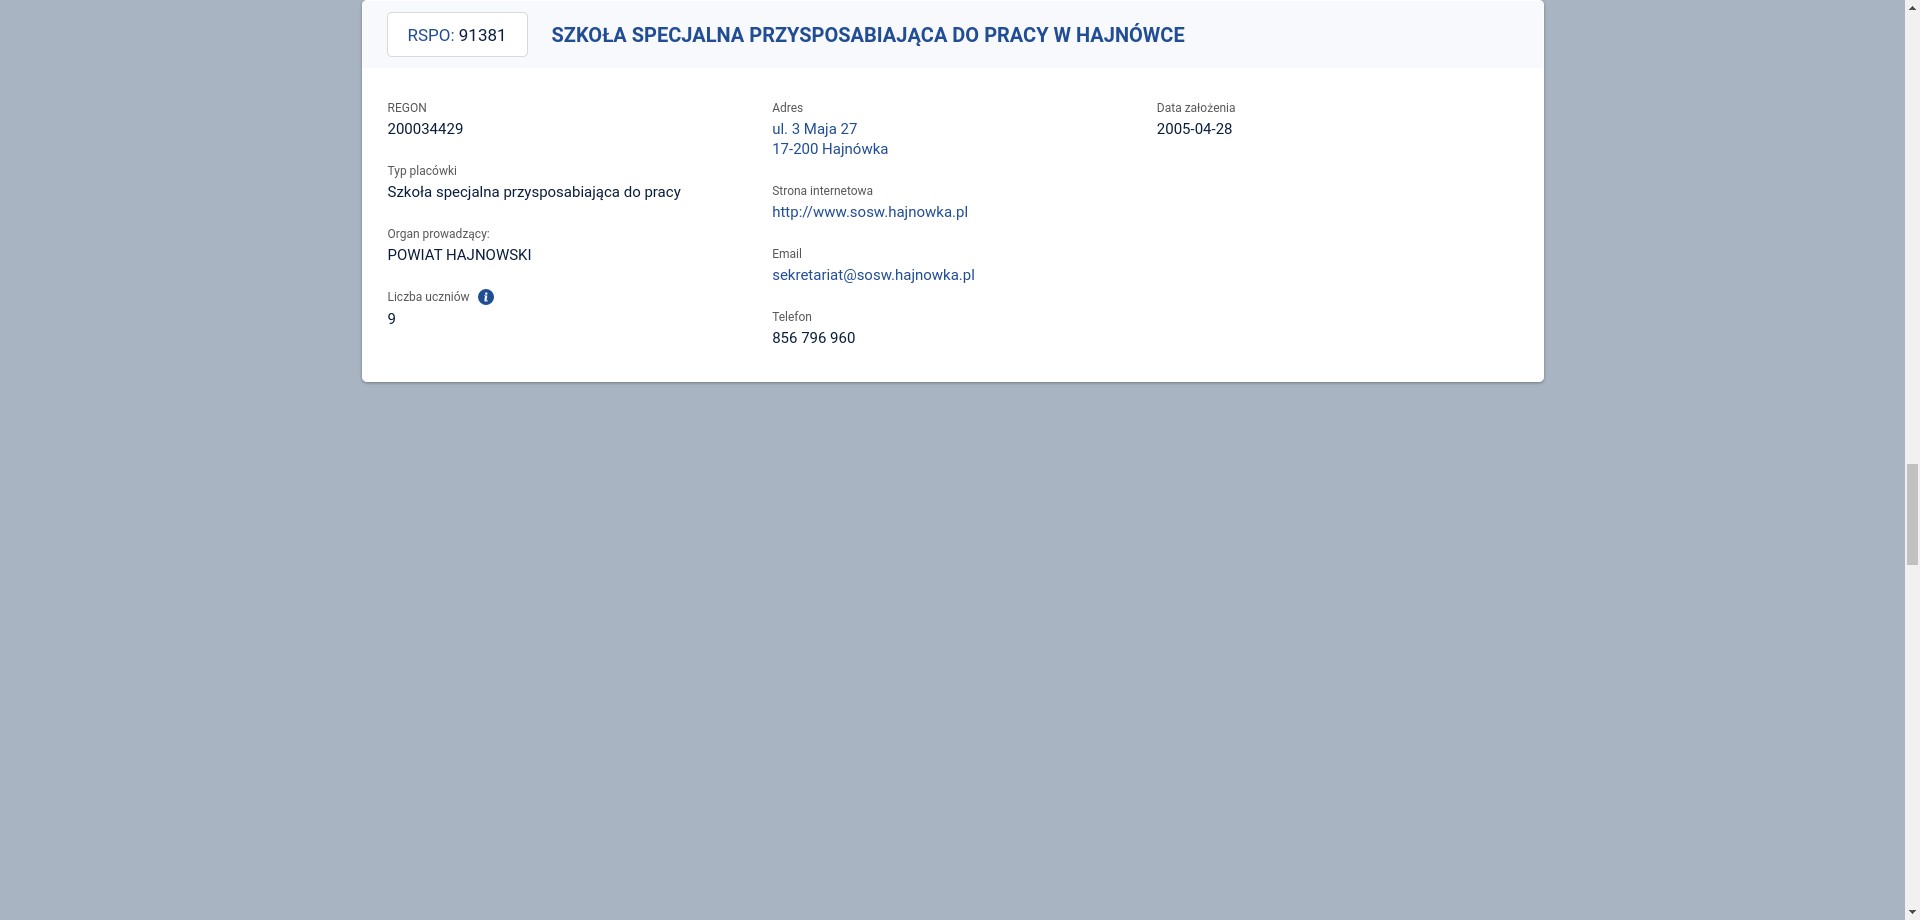 RSPO: 91381
SZKOŁA SPECJALNA PRZYSPOSABIAJĄCA DO PRACY W HAJNÓWCE
REGON
200034429
Typ placówki
Szkoła specjalna przysposabiająca do pracy
Organ prowadzący:
POWIAT HAJNOWSKI
Liczba uczniów
9
Adres
ul. 3 Maja 27
17-200 Hajnówka
Strona internetowa
http://www.sosw.hajnowka.pl
Email
sekretariat@sosw.hajnowka.pl
Telefon
856 796 960
Data założenia
2005-04-28